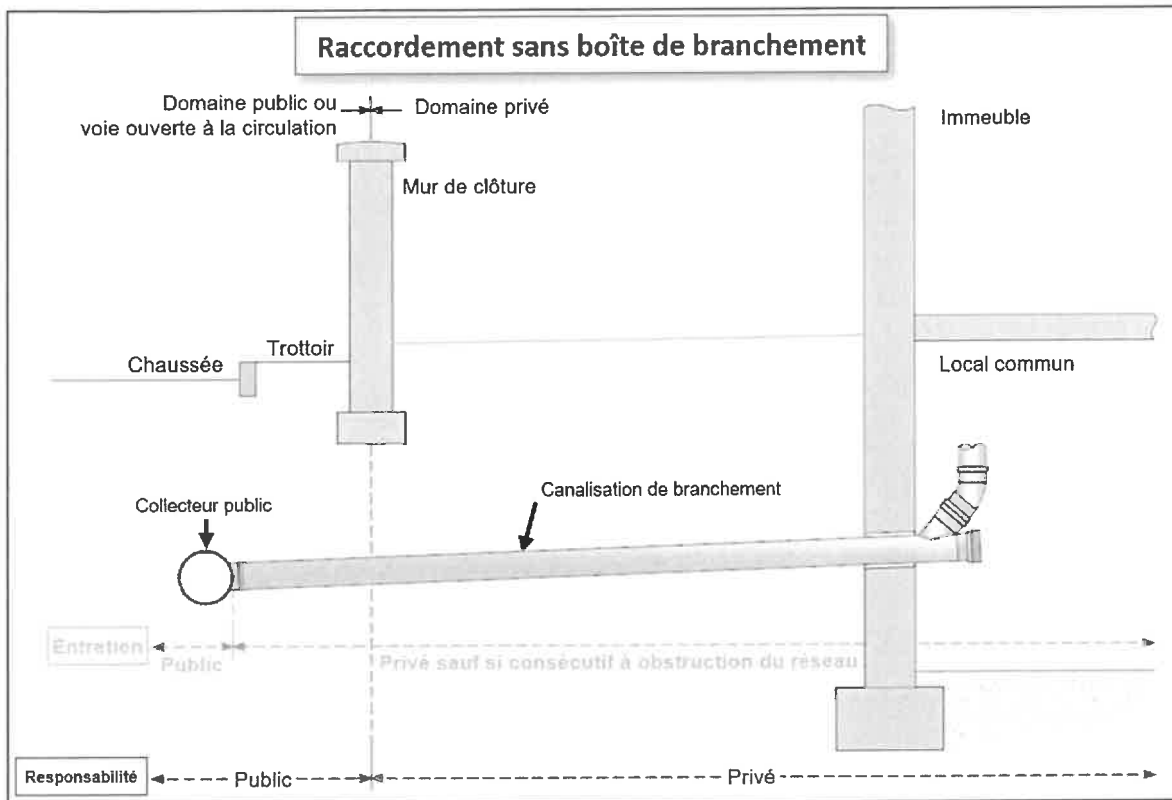 Raccordement sans boîte de branchement
Domaine public ou
voie ouverte à la circulation
Domaine privé
Immeuble
Mur de clôture
Chaussée
Trottoir
Local commun
Collecteur public
Canalisation de branchement
Entretien
Public
Privé sauf si consécutif à obstruction du réseau
Responsabilité
Public
Privé